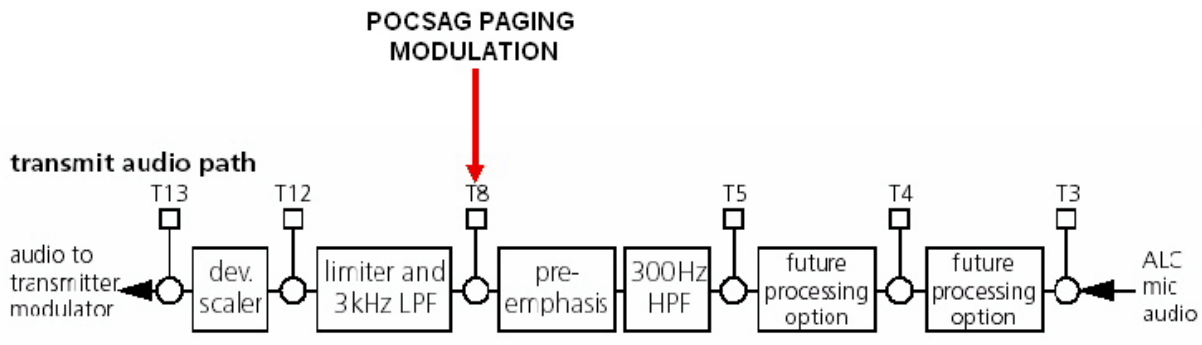 POCSAG PAGING
MODULATION
transmit audio path
T13
T12
T8
T5
T4
T3
audio to
transmitter
modulator
dev.
scaler
limiter and
3kHz LPF
pre-
emphasis
300Hz
HPF
future
processing
option
future
processing
option
ALC
mic
audio